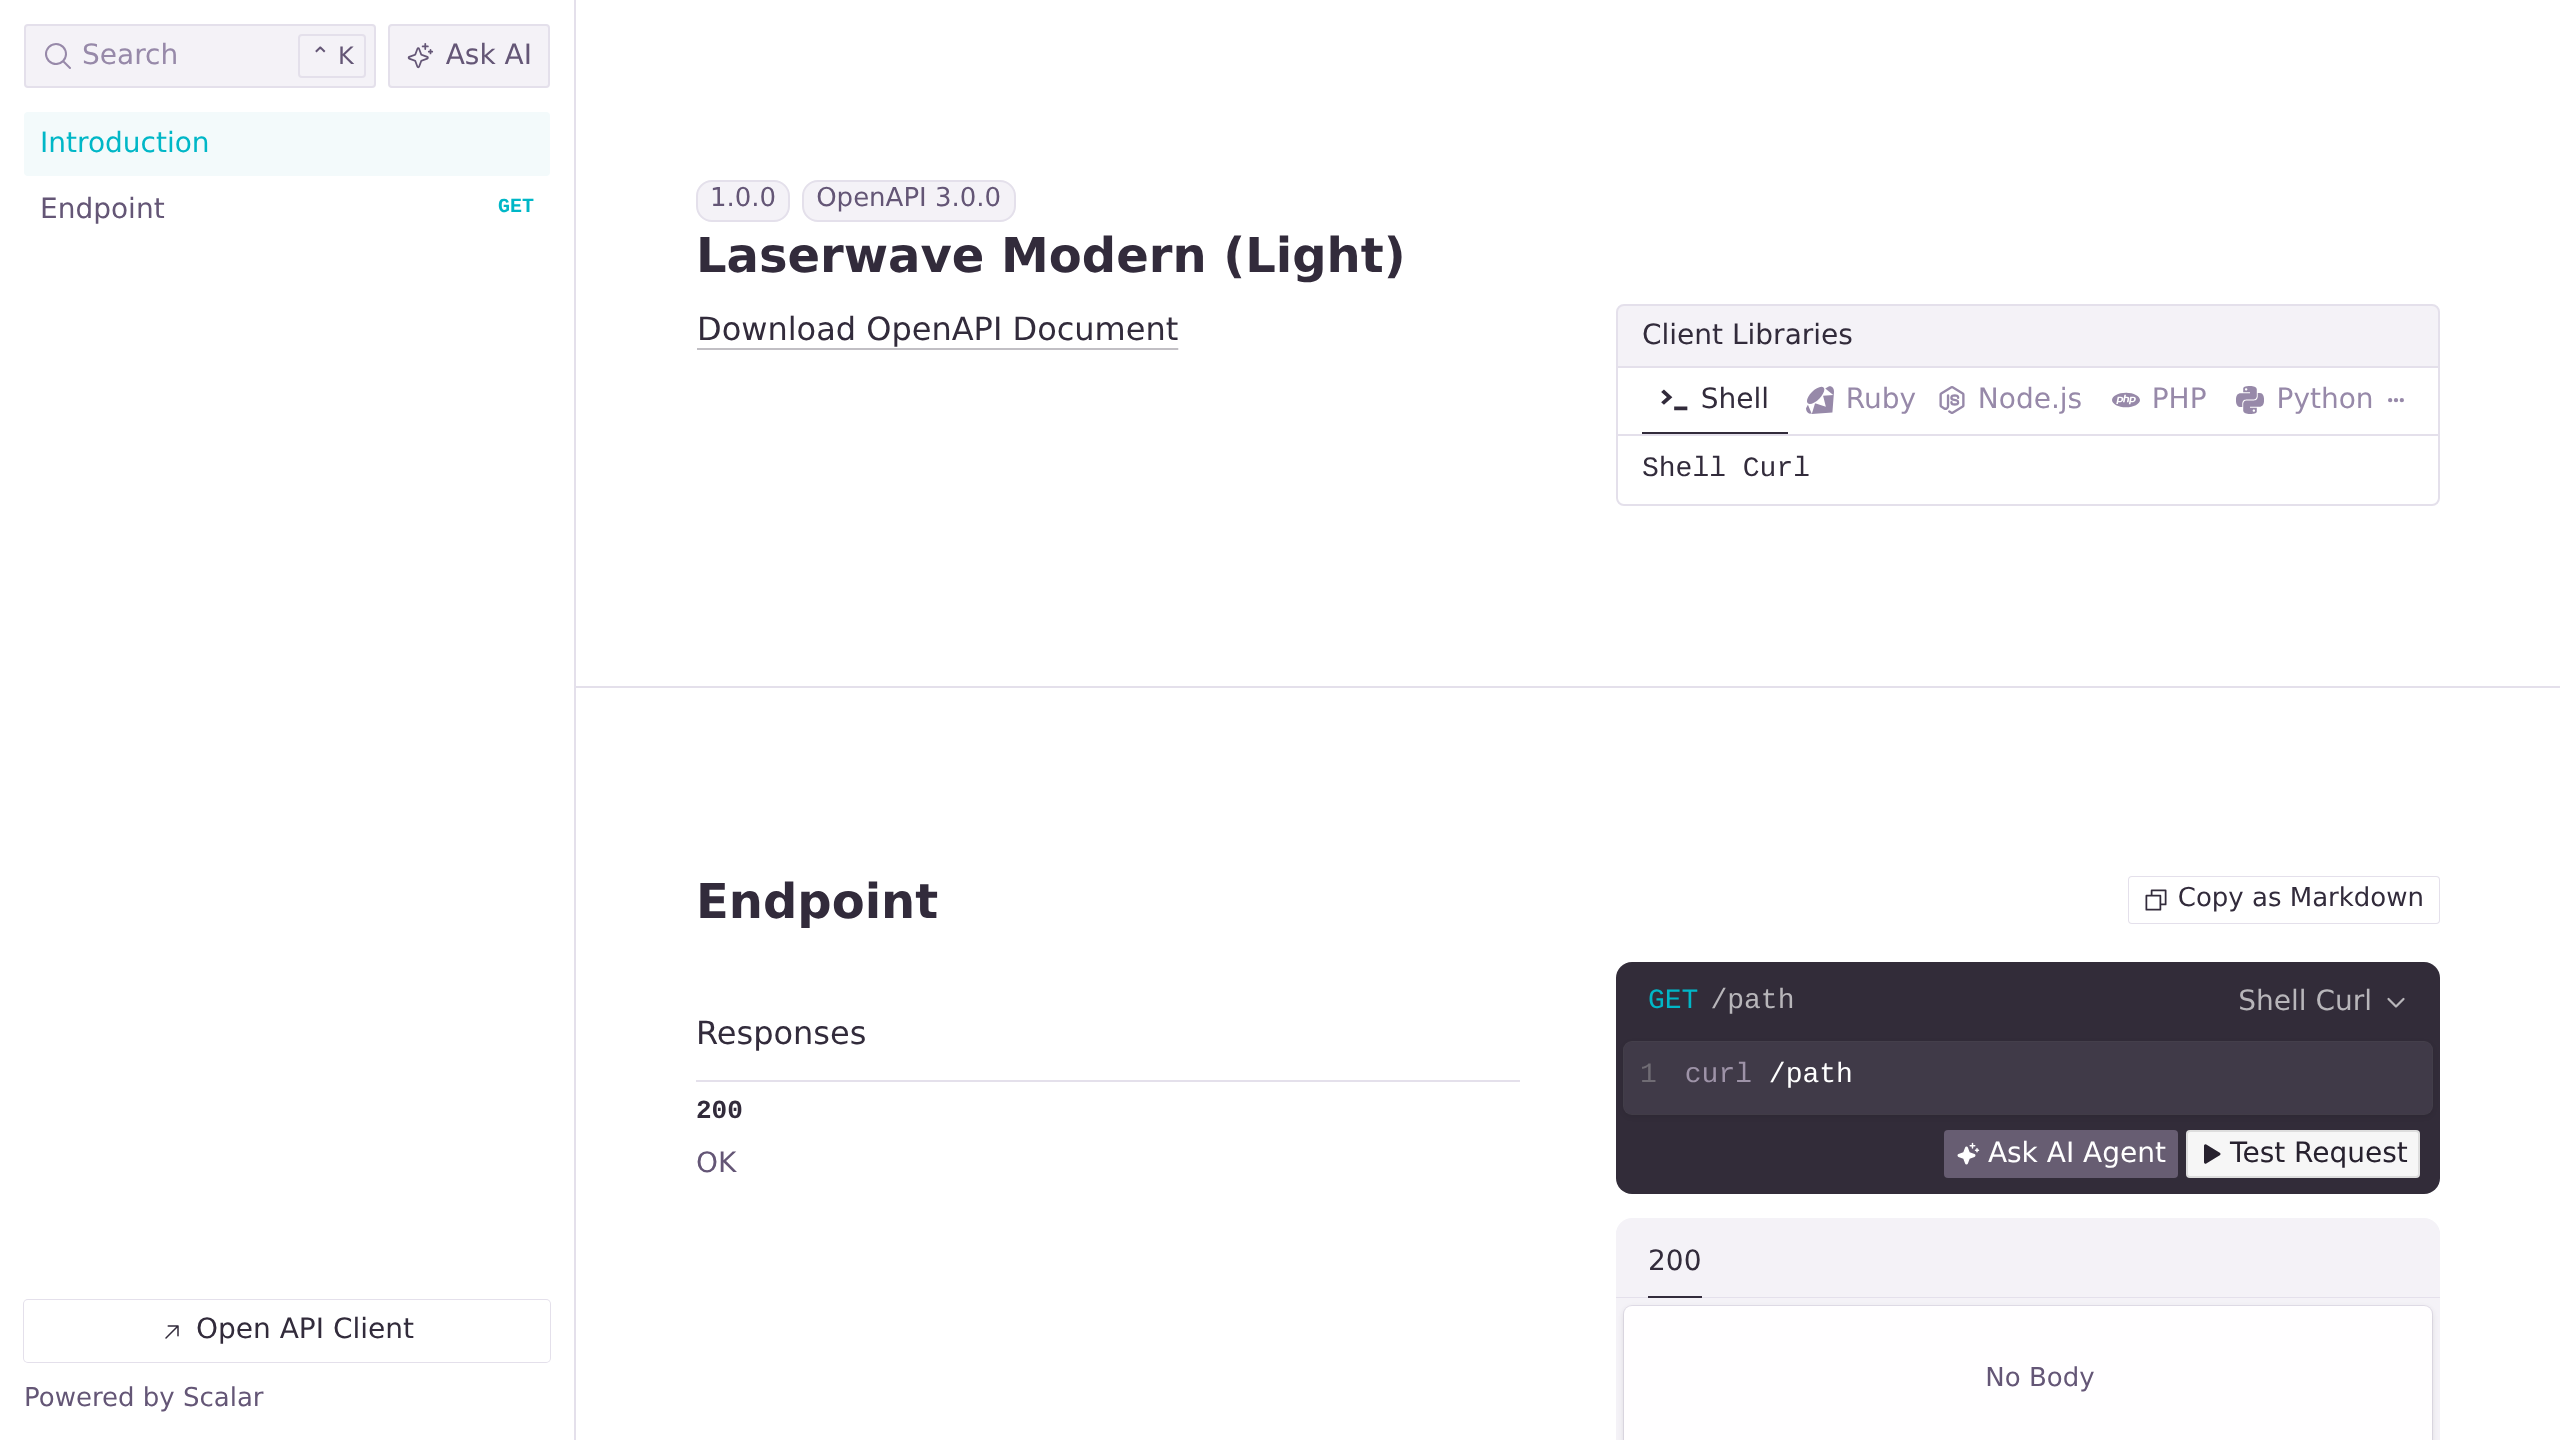 Search ⌃ K Ask AI
Introduction
Endpoint GET
Open API Client
Powered by Scalar
1.0.0 OpenAPI 3.0.0
Laserwave Modern (Light)
Download OpenAPI Document
Client Libraries
Shell Ruby Node.js PHP Python
Shell Curl
Endpoint
Copy as Markdown
Responses
200
OK
GET /path Shell Curl
1 curl /path
Ask AI Agent Test Request
200
No Body